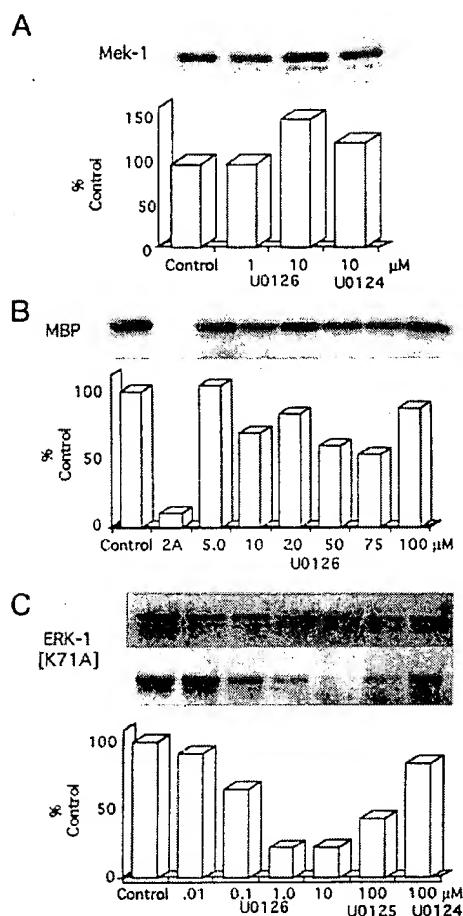 A
Mek-1
150
100
50
0
% Control
Control 1 10 10 μM
U0126 U0124
B
MBP
100
50
0
% Control
Control 2A 5.0 10 20 50 75 100 μM
U0126
C
ERK-1
[K71A]
100
50
0
% Control
Control .01 0.1 1.0 10 100 100 μM
U0126 U0125 U0124